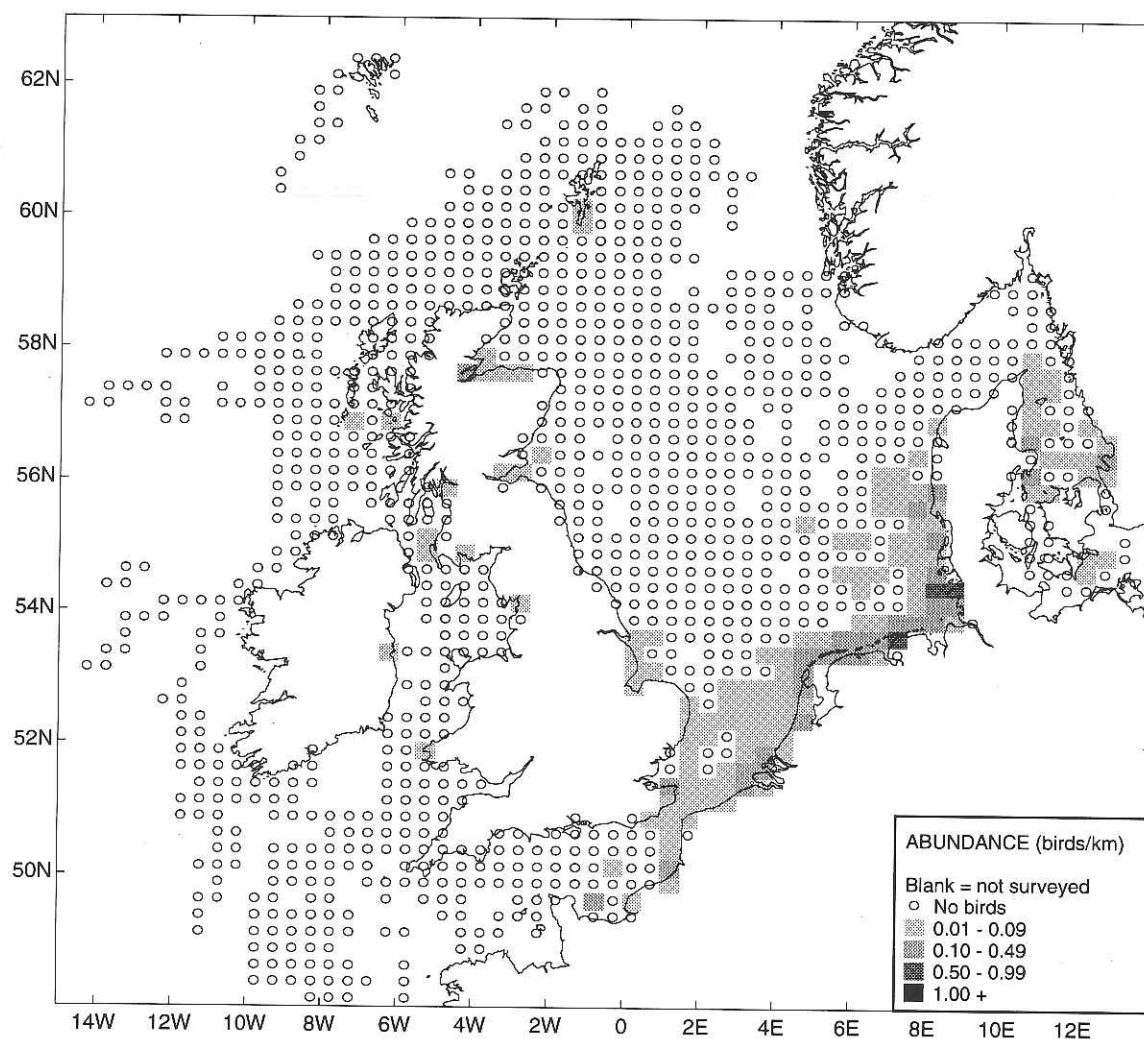 62N
60N
58N
56N
54N
52N
50N
14W 12W 10W 8W 6W 4W 2W 0 2E 4E 6E 8E 10E 12E
ABUNDANCE (birds/km)
Blank = not surveyed
No birds
0.01 - 0.09
0.10 - 0.49
0.50 - 0.99
1.00 +